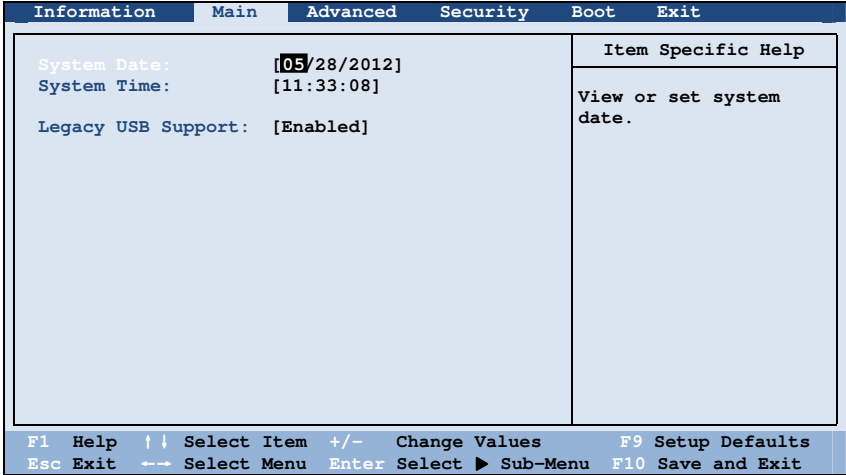 Information Main Advanced Security Boot Exit
System Date: [05/28/2012]
System Time: [11:33:08]
Legacy USB Support: [Enabled]
Item Specific Help
View or set system
date.
F1 Help ↑↓ Select Item +/- Change Values F9 Setup Defaults
Esc Exit ←→ Select Menu Enter Select ▶ Sub-Menu F10 Save and Exit